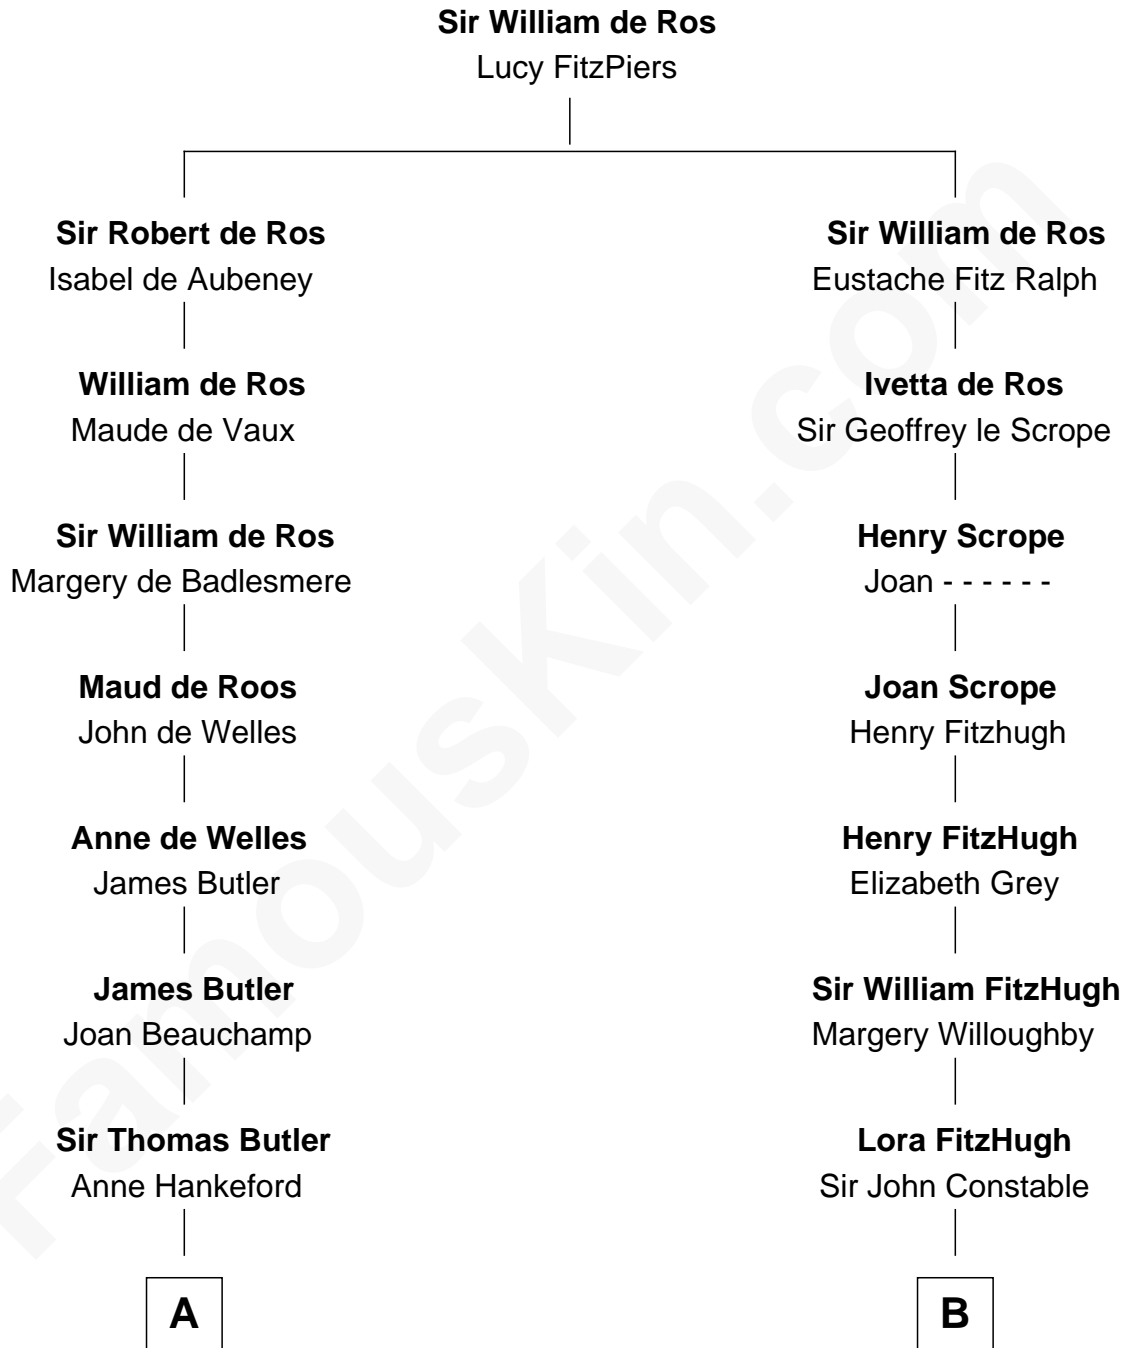 Sir William de Ros
Lucy FitzPiers
Sir Robert de Ros
Isabel de Aubeney
Sir William de Ros
Eustache Fitz Ralph
William de Ros
Maude de Vaux
Ivetta de Ros
Sir Geoffrey le Scrope
Sir William de Ros
Margery de Badlesmere
Henry Scrope
Joan - - - - - -
Maud de Roos
John de Welles
Joan Scrope
Henry Fitzhugh
Anne de Welles
James Butler
Henry FitzHugh
Elizabeth Grey
James Butler
Joan Beauchamp
Sir William FitzHugh
Margery Willoughby
Sir Thomas Butler
Anne Hankeford
Lora FitzHugh
Sir John Constable
A
B
FamousKin.com